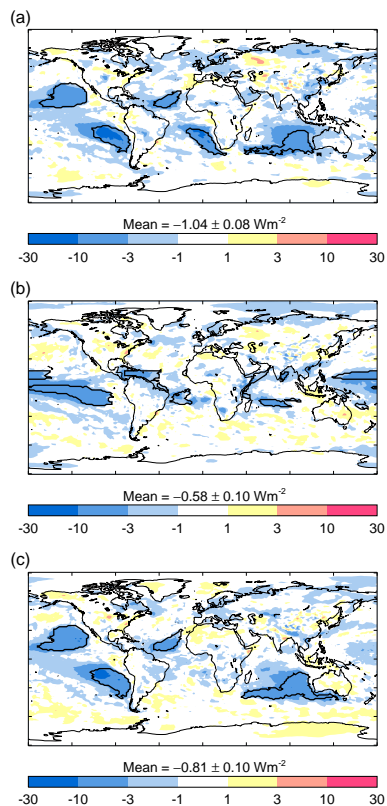 (a)
Mean = −1.04 ± 0.08 Wm-2
-30 -10 -3 -1 1 3 10 30
(b)
Mean = −0.58 ± 0.10 Wm-2
-30 -10 -3 -1 1 3 10 30
(c)
Mean = −0.81 ± 0.10 Wm-2
-30 -10 -3 -1 1 3 10 30